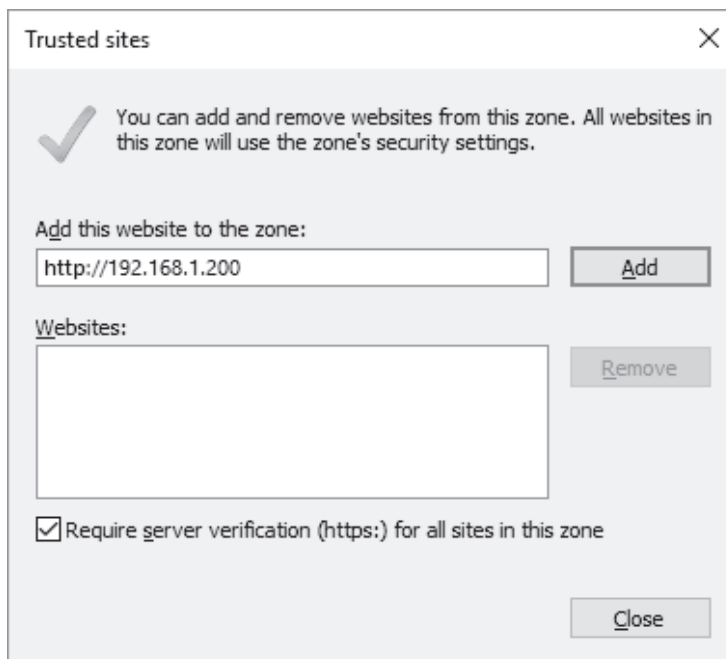 Trusted sites
You can add and remove websites from this zone. All websites in
this zone will use the zone's security settings.
Add this website to the zone:
http://192.168.1.200
Add
Websites:
Remove
Require server verification (https:) for all sites in this zone
Close